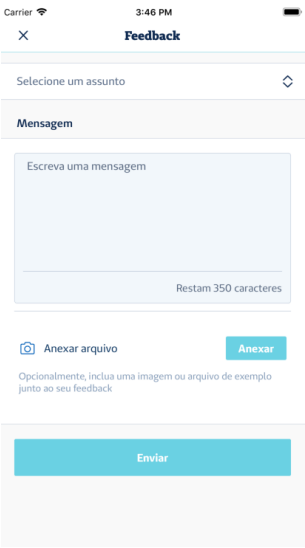 Carrier 3:46 PM
Feedback
Selecione um assunto
Mensagem
Escreva uma mensagem
Restam 350 caracteres
Anexar arquivo Anexar
Opcionalmente, inclua uma imagem ou arquivo de exemplo
junto ao seu feedback
Enviar